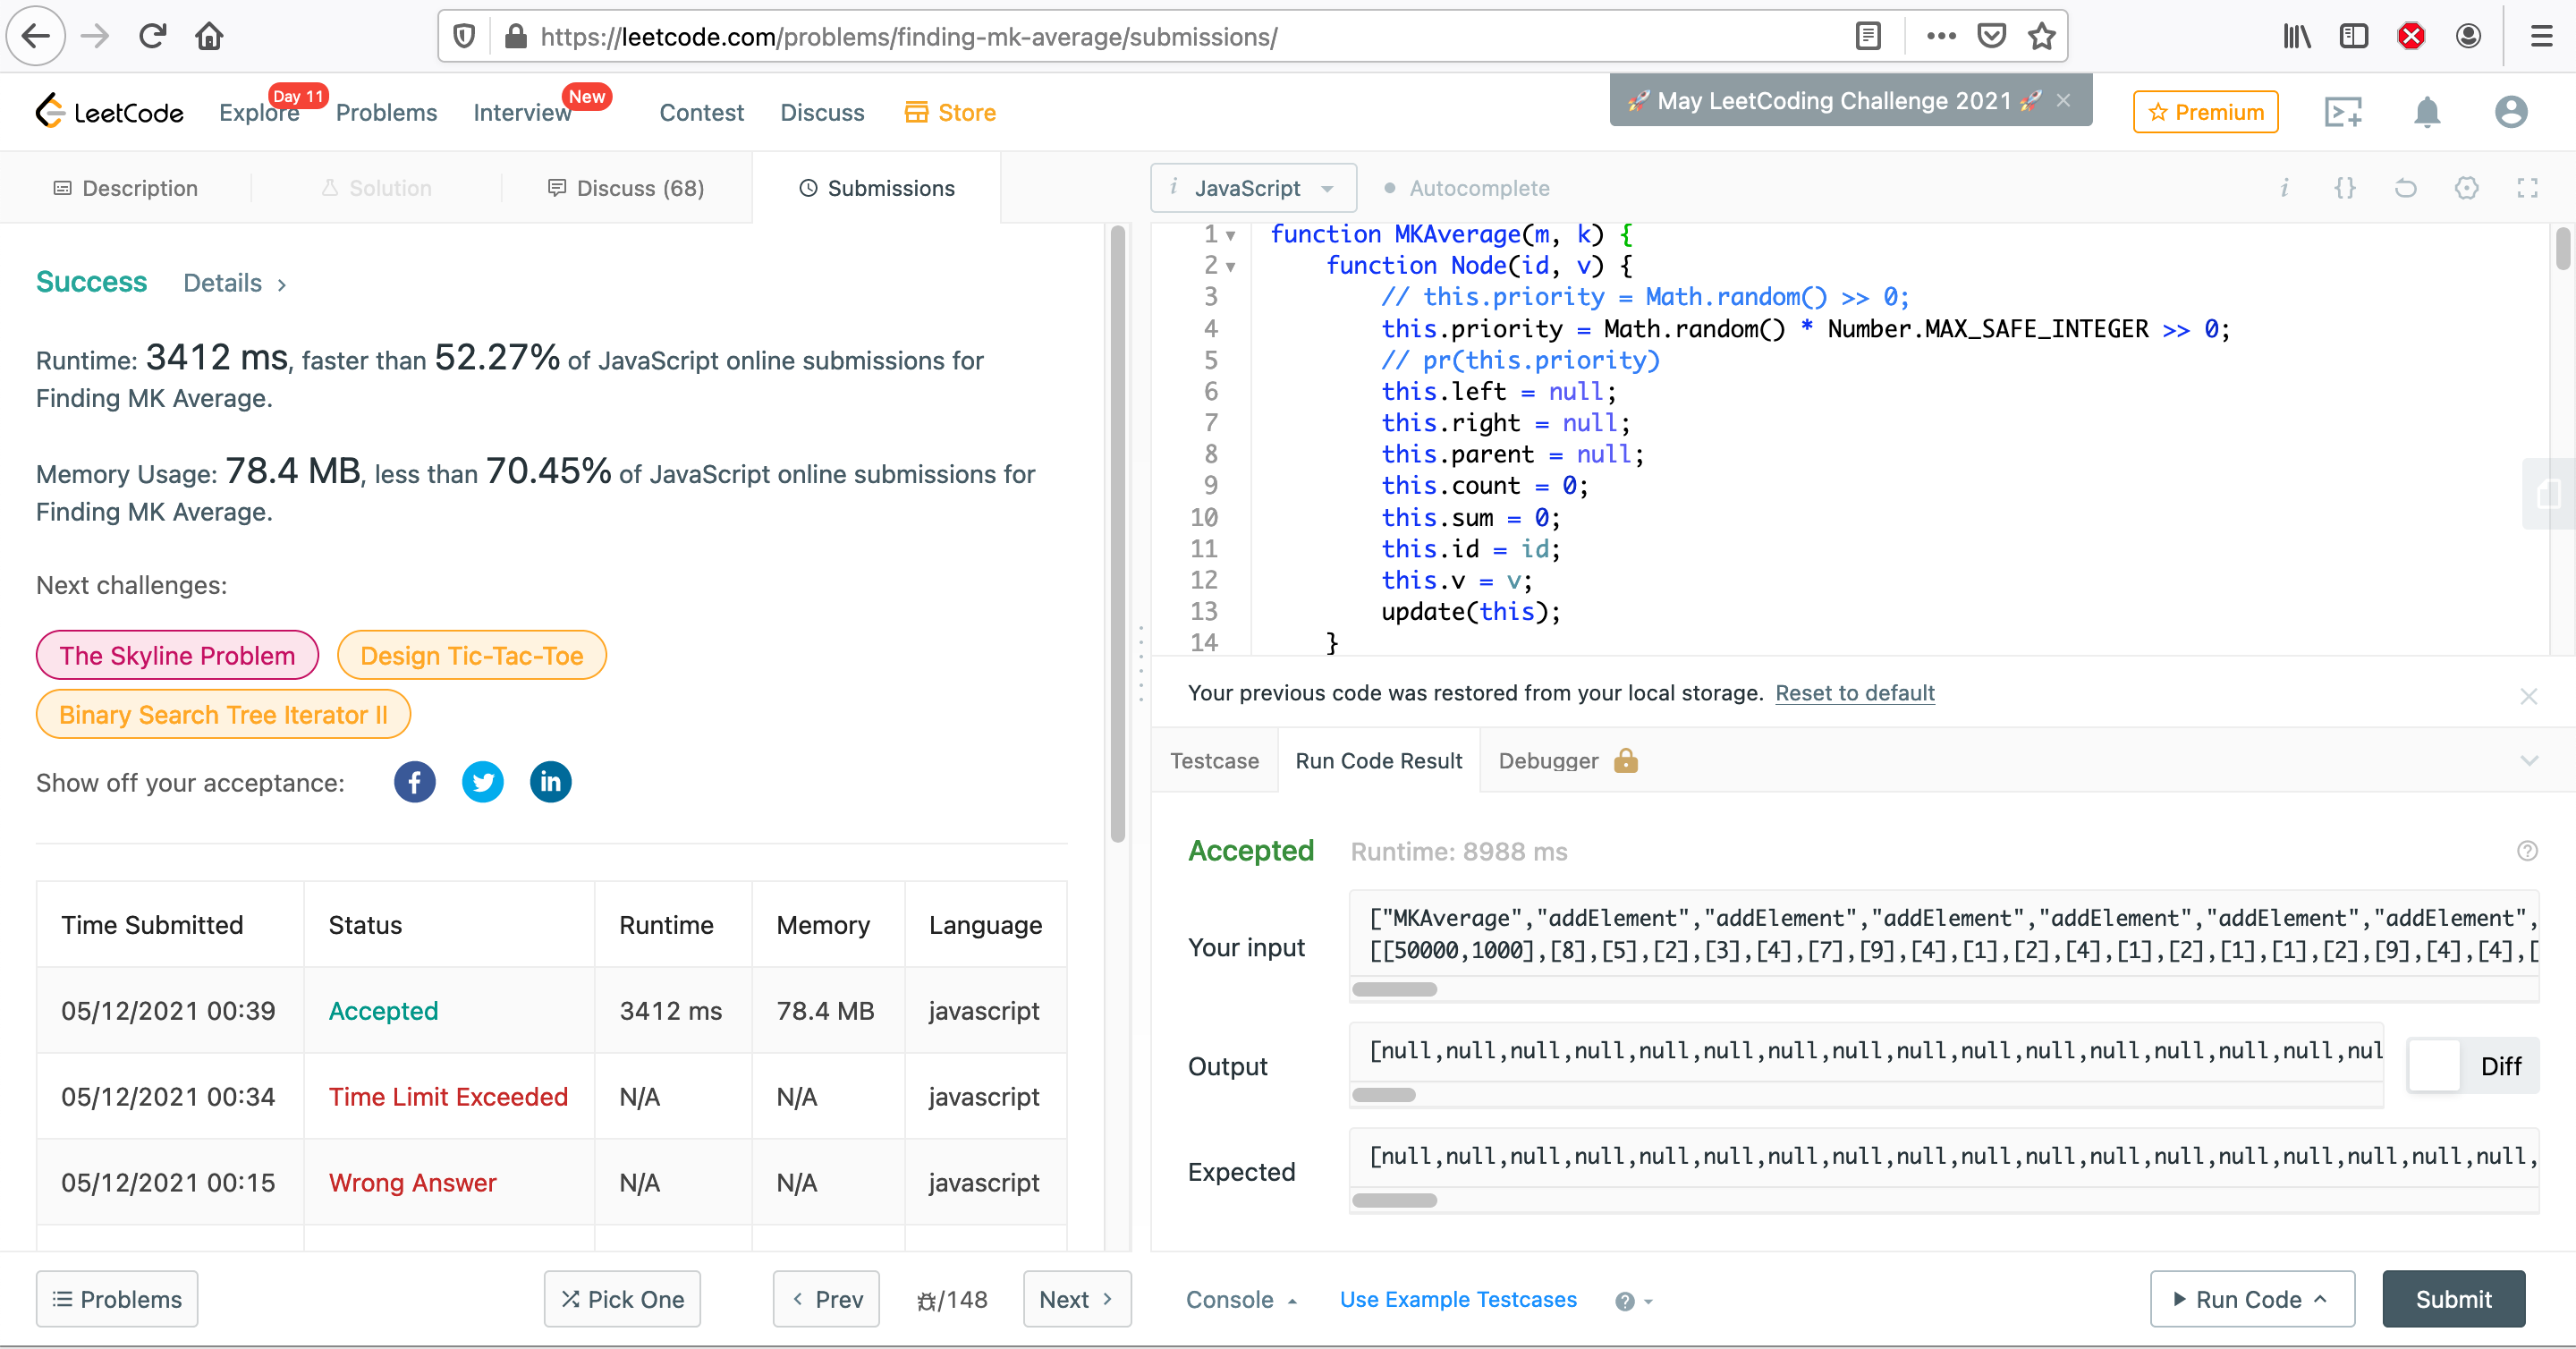 https://leetcode.com/problems/finding-mk-average/submissions/
LeetCode
Explore
Day 11
Problems
Interview
New
Contest
Discuss
Store
🚀 May LeetCoding Challenge 2021 🚀 ×
Premium
Description
Solution
Discuss (68)
Submissions
Success Details >
Runtime: 3412 ms, faster than 52.27% of JavaScript online submissions for
Finding MK Average.
Memory Usage: 78.4 MB, less than 70.45% of JavaScript online submissions for
Finding MK Average.
Next challenges:
The Skyline Problem
Design Tic-Tac-Toe
Binary Search Tree Iterator II
Show off your acceptance:
Time Submitted Status Runtime Memory Language
05/12/2021 00:39 Accepted 3412 ms 78.4 MB javascript
05/12/2021 00:34 Time Limit Exceeded N/A N/A javascript
05/12/2021 00:15 Wrong Answer N/A N/A javascript
Problems
Pick One
Prev
/148
Next
i JavaScript
Autocomplete
1 function MKAverage(m, k) {
2 function Node(id, v) {
3 // this.priority = Math.random() >> 0;
4 this.priority = Math.random() * Number.MAX_SAFE_INTEGER >> 0;
5 // pr(this.priority)
6 this.left = null;
7 this.right = null;
8 this.parent = null;
9 this.count = 0;
10 this.sum = 0;
11 this.id = id;
12 this.v = v;
13 update(this);
14 }
Your previous code was restored from your local storage. Reset to default
Testcase
Run Code Result
Debugger
Accepted Runtime: 8988 ms
Your input
["MKAverage","addElement","addElement","addElement","addElement","addElement","addElement",
[[50000,1000],[8],[5],[2],[3],[4],[7],[9],[4],[1],[2],[4],[1],[2],[1],[1],[2],[9],[4],[4],[
Output
[null,null,null,null,null,null,null,null,null,null,null,null,null,null,null,nul
Diff
Expected
[null,null,null,null,null,null,null,null,null,null,null,null,null,null,null,null,null,null,
Console
Use Example Testcases
Run Code
Submit